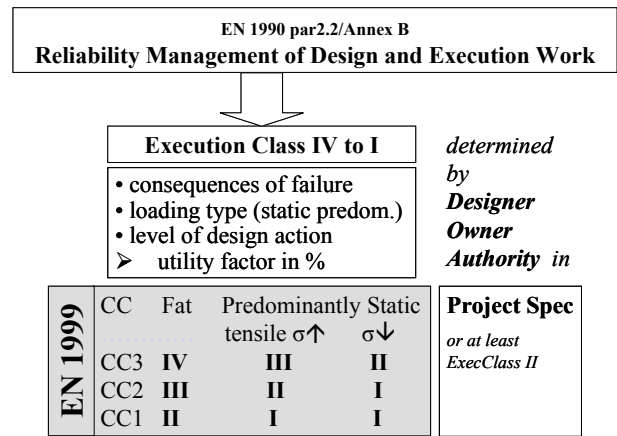 EN 1990 par2.2/Annex B
Reliability Management of Design and Execution Work
Execution Class IV to I
• consequences of failure
• loading type (static predom.)
• level of design action
➢ utility factor in %
determined
by
Designer
Owner
Authority in
EN 1999
CC Fat Predominantly Static
tensile σ↑ σ↓
CC3 IV III II
CC2 III II I
CC1 II I I
Project Spec
or at least
ExecClass II